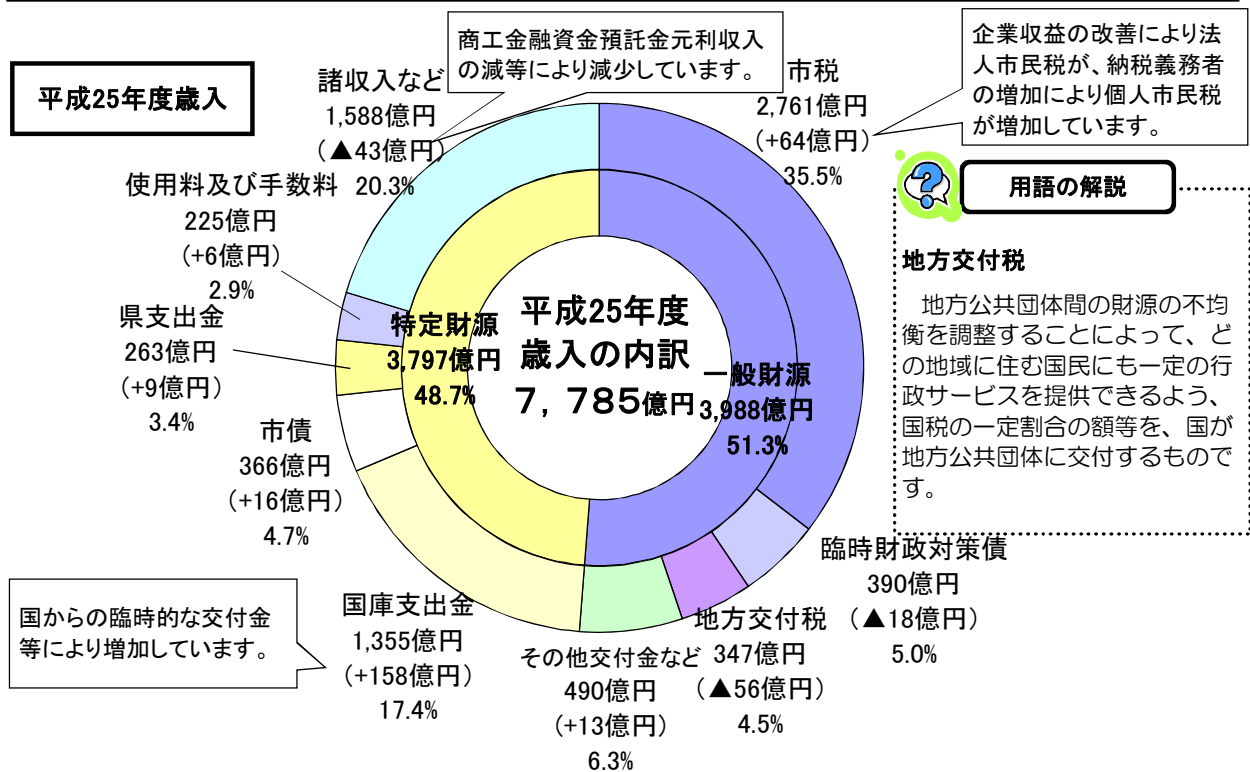 平成25年度歳入
商工金融資金預託金元利収入
の減等により減少しています。
企業収益の改善により法
人市民税が、納税義務者
の増加により個人市民税
が増加しています。
諸収入など
1,588億円
(▲43億円)
20.3%
市税
2,761億円
(+64億円)
35.5%
使用料及び手数料
225億円
(+6億円)
2.9%
県支出金
263億円
(+9億円)
3.4%
市債
366億円
(+16億円)
4.7%
国からの臨時的な交付金
等により増加しています。
国庫支出金
1,355億円
(+158億円)
17.4%
その他交付金など
490億円
(+13億円)
6.3%
地方交付税
347億円
(▲56億円)
4.5%
臨時財政対策債
390億円
(▲18億円)
5.0%
特定財源
3,797億円
48.7%
平成25年度
歳入の内訳
7,785億円
一般財源
3,988億円
51.3%
?
用語の解説
地方交付税
地方公共団体間の財源の不均
衡を調整することによって、ど
の地域に住む国民にも一定の行
政サービスを提供できるよう、
国税の一定割合の額等を、国が
地方公共団体に交付するもので
す。